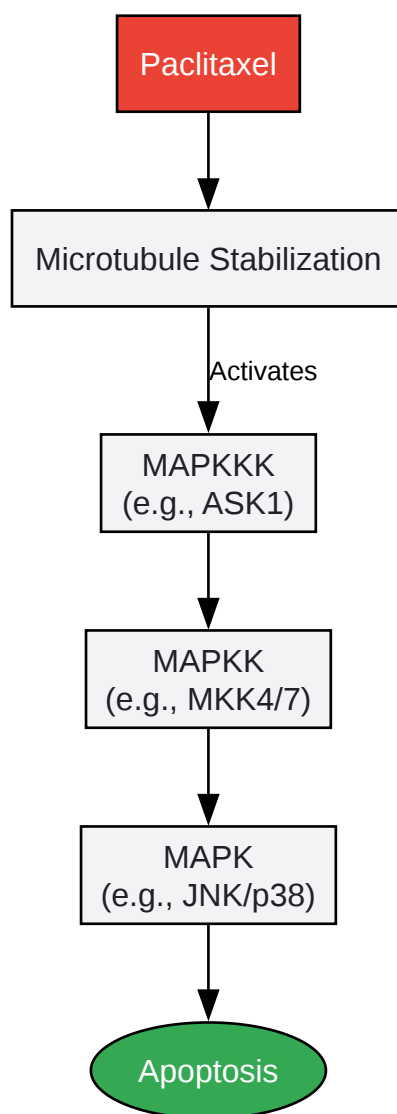 Paclitaxel
Microtubule Stabilization
Activates
MAPKKK
(e.g., ASK1)
MAPKK
(e.g., MKK4/7)
MAPK
(e.g., JNK/p38)
Apoptosis